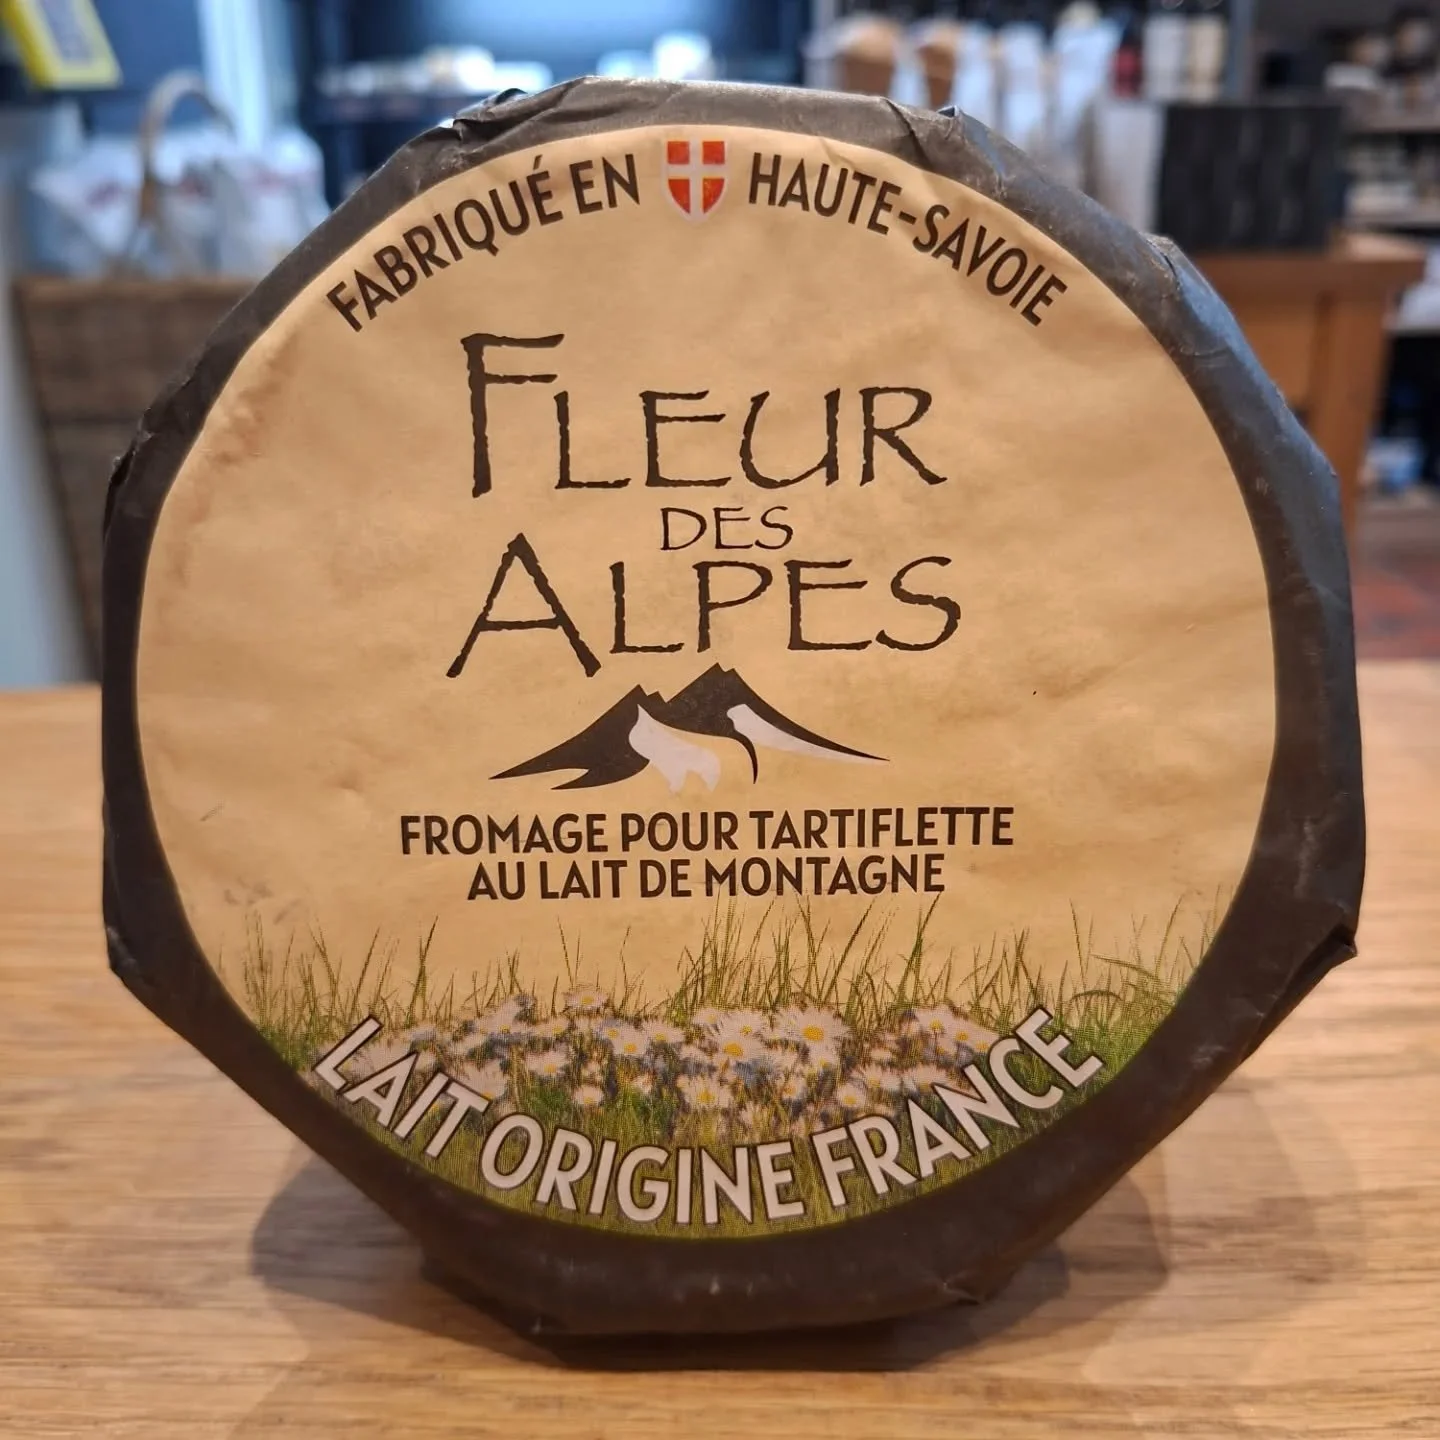 FABRIQUÉ EN HAUTE-SAVOIE
FLEUR
DES
ALPES
FROMAGE POUR TARTIFLETTE
AU LAIT DE MONTAGNE
LAIT ORIGINE FRANCE